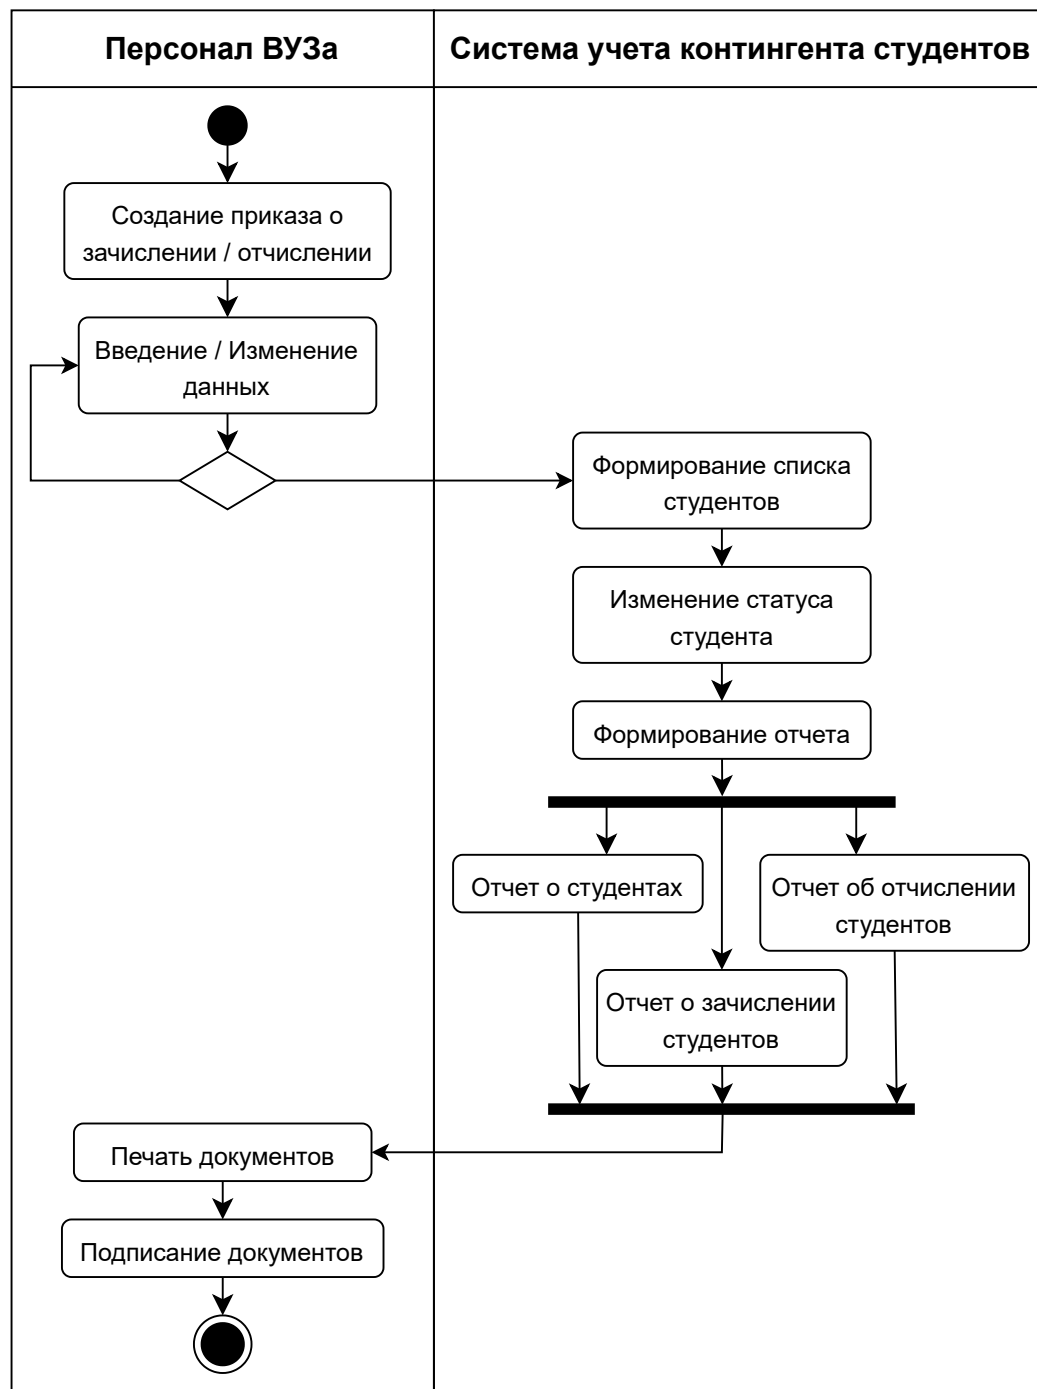 Персонал ВУЗа
Система учета контингента студентов
Создание приказа о
зачислении / отчислении
Введение / Изменение
данных
Формирование списка
студентов
Изменение статуса
студента
Формирование отчета
Отчет о студентах
Отчет об отчислении
студентов
Отчет о зачислении
студентов
Печать документов
Подписание документов